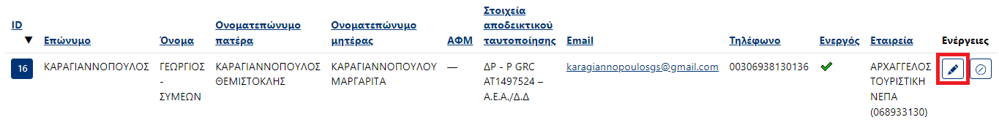 ID ▼ Επώνυμο Όνομα Ονοματεπώνυμο πατέρα Ονοματεπώνυμο μητέρας ΑΦΜ Στοιχεία αποδεικτικού ταυτοποίησης Email Τηλέφωνο Ενεργός Εταιρεία Ενέργειες
16 ΚΑΡΑΓΙΑΝΝΟΠΟΥΛΟΣ ΓΕΩΡΓΙΟΣ ΚΑΡΑΓΙΑΝΝΟΠΟΥΛΟΣ ΚΑΡΑΓΙΑΝΝΟΠΟΥΛΟΥ — ΔΡ - P GRC karagiannopoulosgs@gmail.com 00306938130136 ΑΡΧΑΓΓΕΛΟΣ
- ΘΕΜΙΣΤΟΚΛΗΣ ΜΑΡΓΑΡΙΤΑ AT1497524 – ΤΟΥΡΙΣΤΙΚΗ
ΣΥΜΕΩΝ Α.Ε.Α./Δ.Δ ΝΕΠΑ
(068933130)